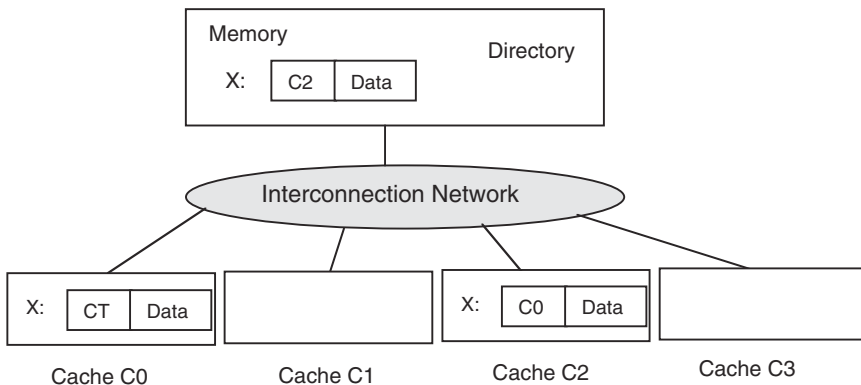 Memory
Directory
X: C2 Data
Interconnection Network
X: CT Data
X: C0 Data
Cache C0
Cache C1
Cache C2
Cache C3